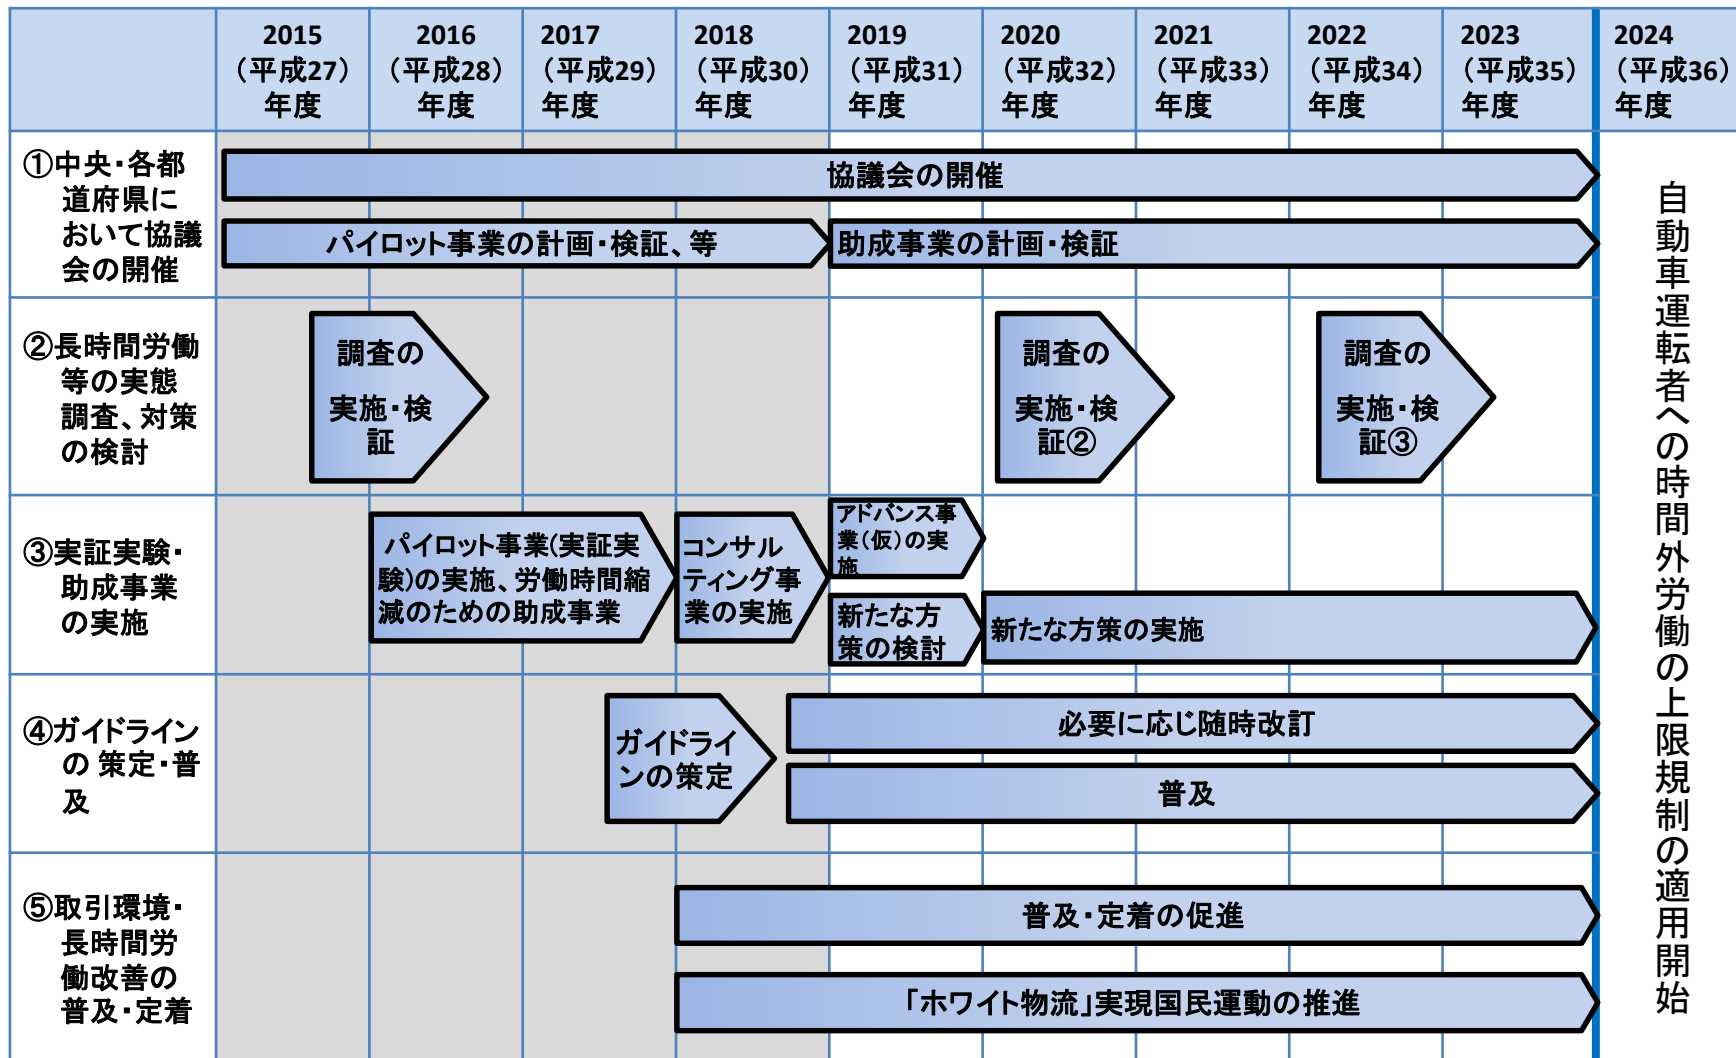 2015
（平成27）
年度
2016
（平成28）
年度
2017
（平成29）
年度
2018
（平成30）
年度
2019
（平成31）
年度
2020
（平成32）
年度
2021
（平成33）
年度
2022
（平成34）
年度
2023
（平成35）
年度
2024
（平成36）
年度
①中央・各都
道府県に
おいて協議
会の開催
協議会の開催
パイロット事業の計画・検証、等
助成事業の計画・検証
②長時間労働
等の実態
調査、対策
の検討
調査の
実施・検
証
調査の
実施・検
証②
調査の
実施・検
証③
③実証実験・
助成事業
の実施
パイロット事業(実証実
験)の実施、労働時間縮
減のための助成事業
コンサル
ティング事
業の実施
アドバンス事
業（仮）の実
施
新たな方
策の検討
新たな方策の実施
④ガイドライン
の 策定・普
及
ガイドライ
ンの策定
必要に応じ随時改訂
普及
⑤取引環境・
長時間労
働改善の
普及・定着
普及・定着の促進
「ホワイト物流」実現国民運動の推進
自動車運転者への時間外労働の上限規制の適用開始